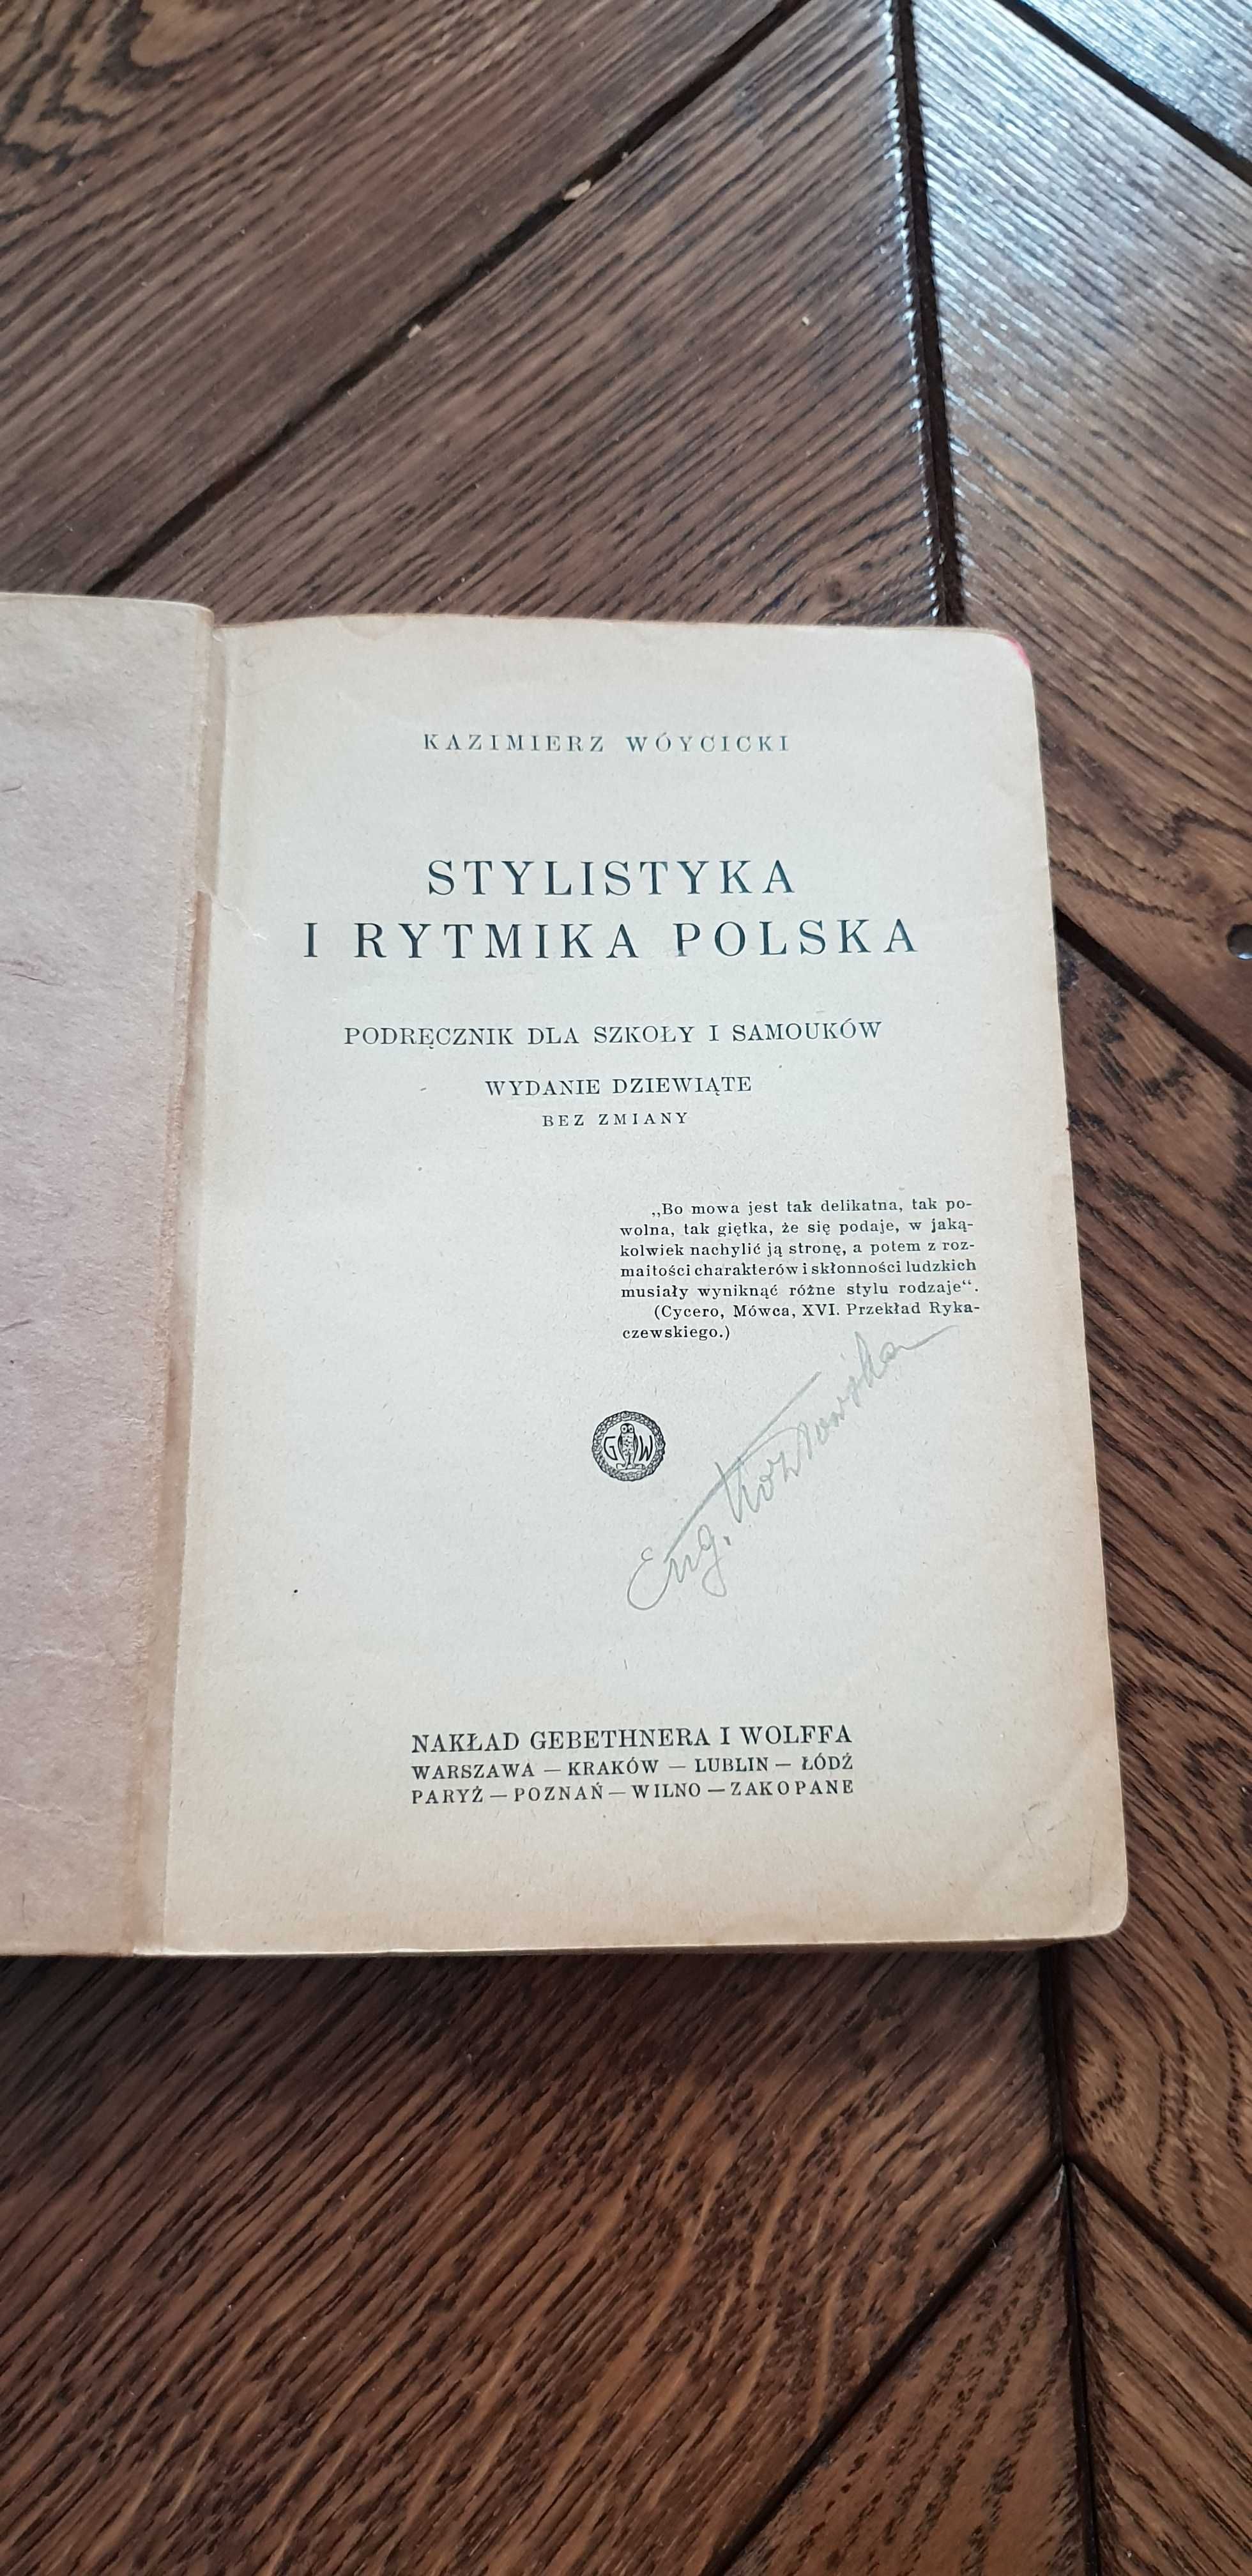 KAZIMIERZ WÓYCICKI
STYLISTYKA
I RYTMIKA POLSKA
PODRĘCZNIK DLA SZKOŁY I SAMOUKÓW
WYDANIE DZIEWIĄTE
BEZ ZMIANY
„Bo mowa jest tak delikatna, tak po-
wolna, tak giętka, że się podaje, w jaką-
kolwiek nachylić ją stronę, a potem z roz-
maitości charakterów i skłonności ludzkich
musiały wyniknąć różne stylu rodzaje“.
(Cycero, Mówca, XVI. Przekład Ryka-
czewskiego.)
G W
Eug.
NAKŁAD GEBETHNERA I WOLFFA
WARSZAWA — KRAKÓW — LUBLIN — ŁÓDŹ
PARYŻ — POZNAŃ — WILNO — ZAKOPANE